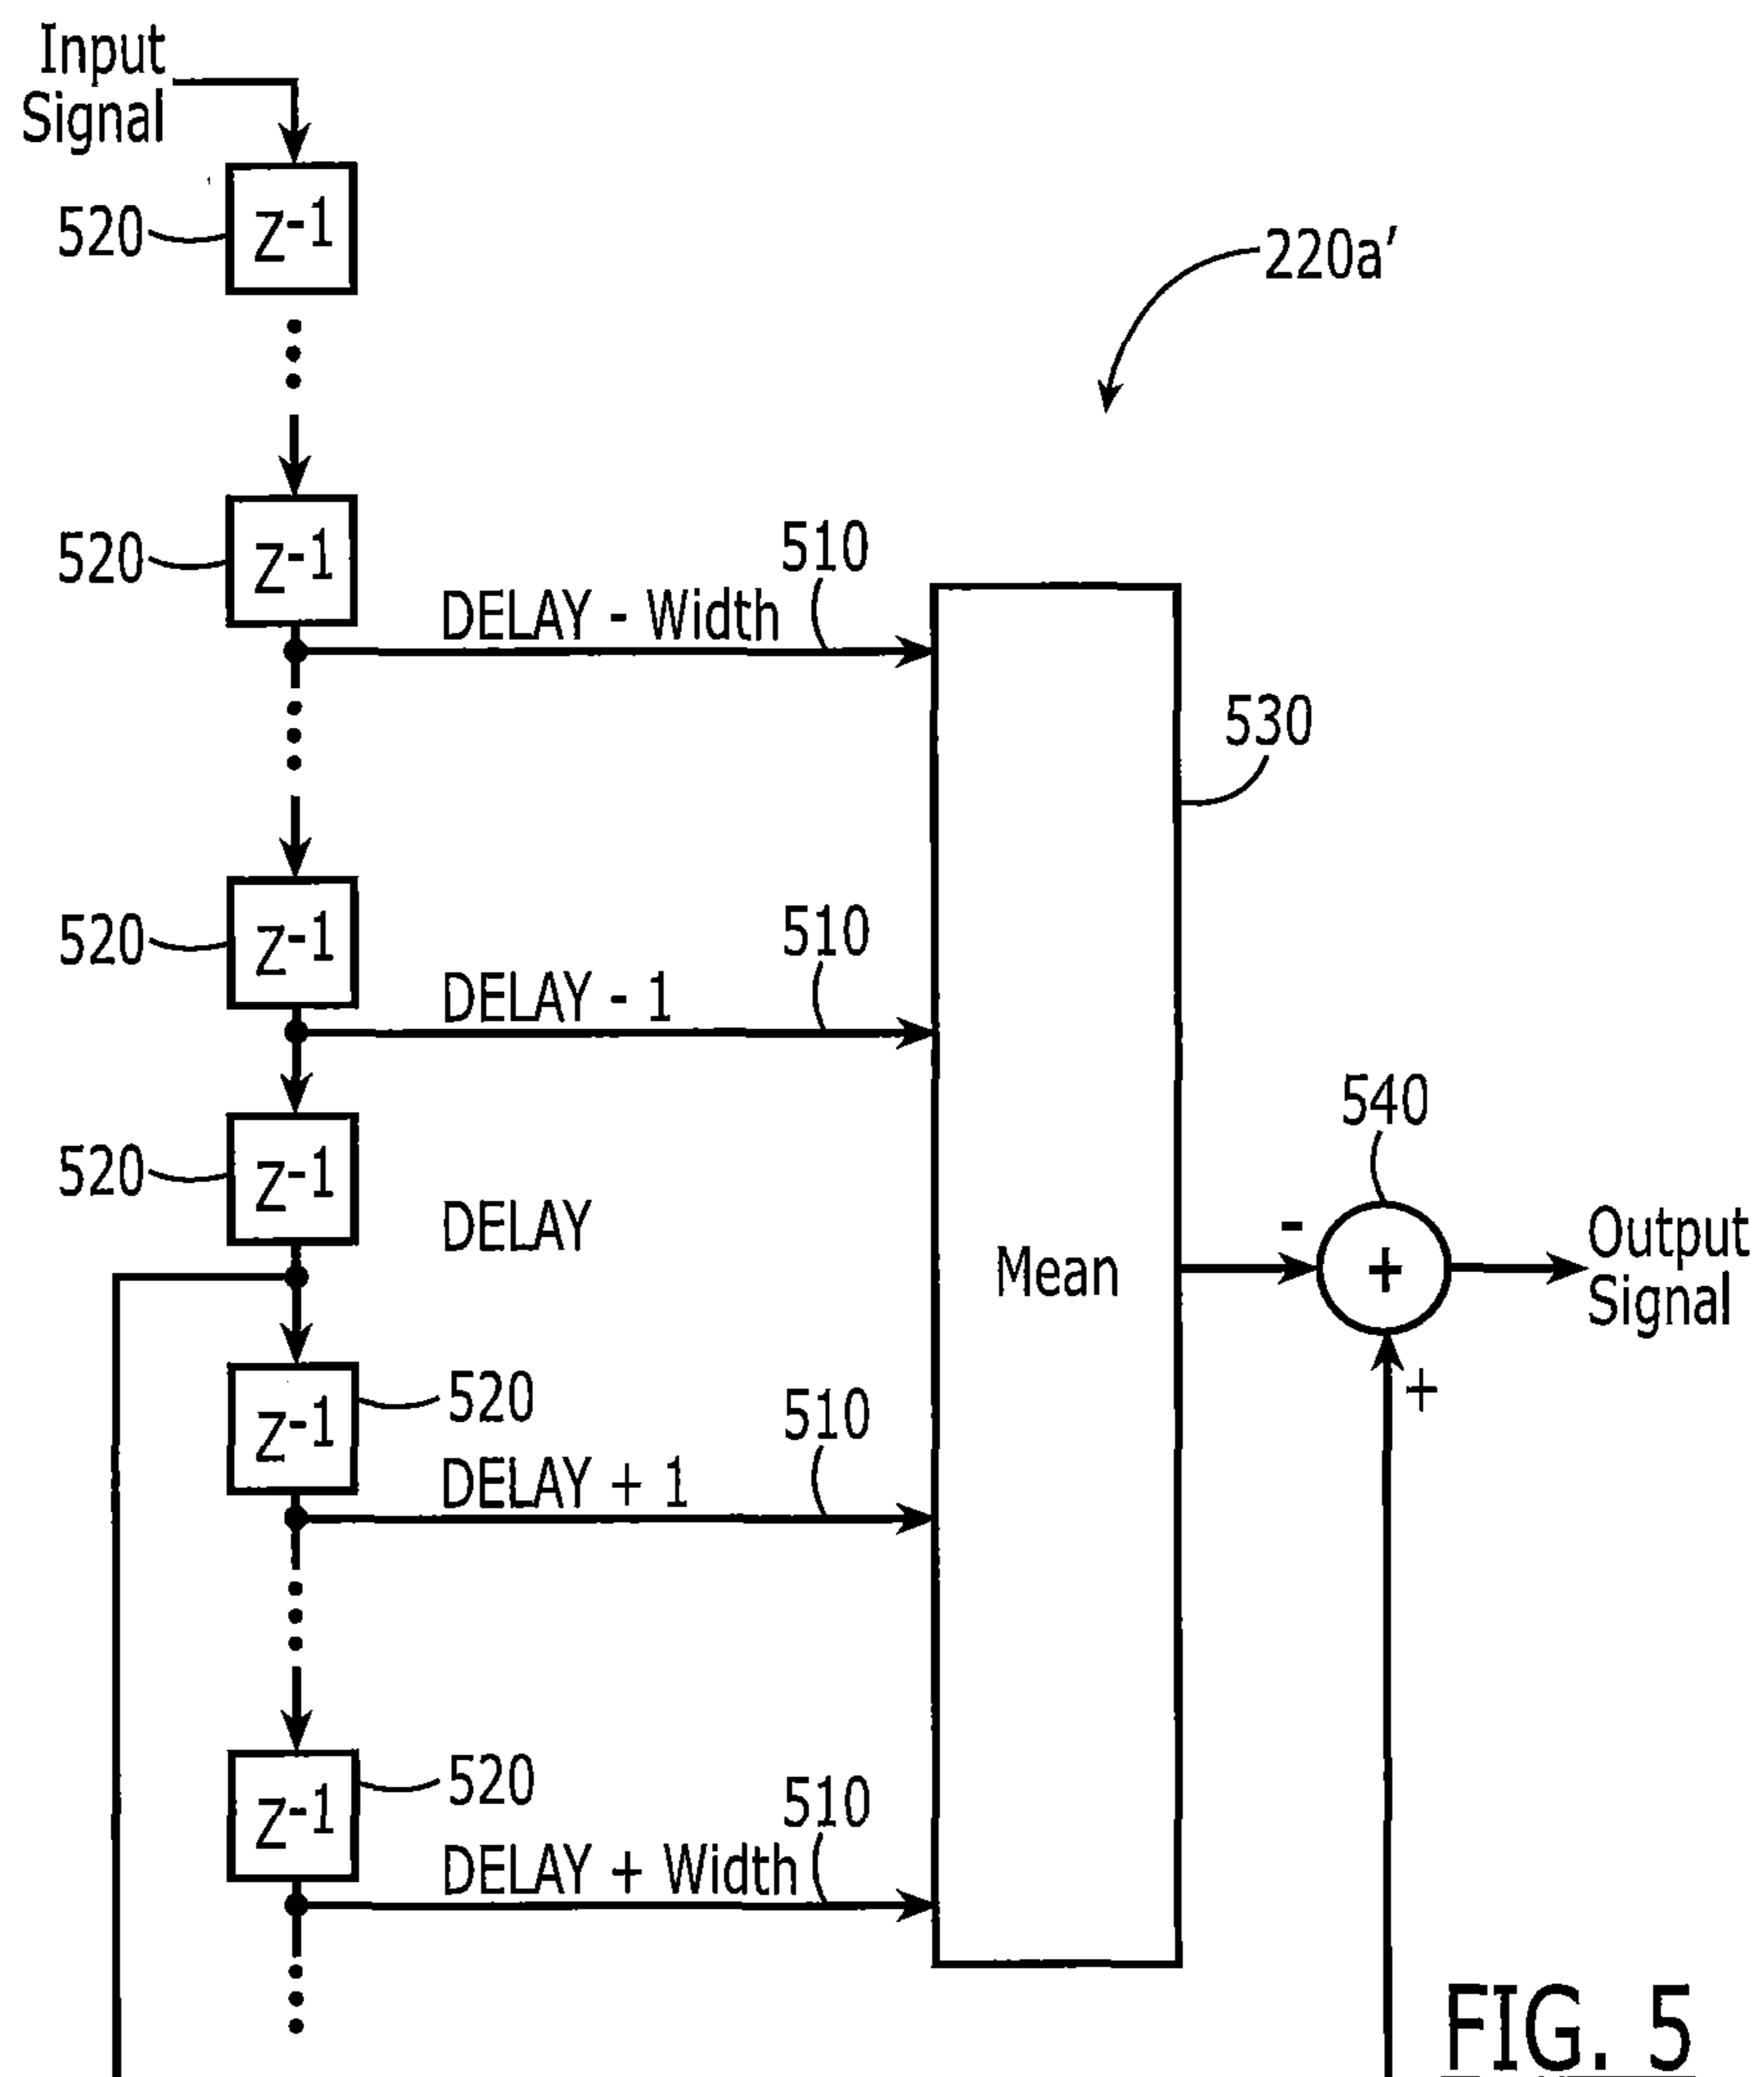 Input
Signal
520
Z-1
220a'
520
Z-1
510
DELAY - Width
530
520
Z-1
510
DELAY - 1
540
520
Z-1
DELAY
Mean
-
+
Output
Signal
+
520
Z-1
510
DELAY + 1
520
Z-1
510
DELAY + Width
FIG. 5